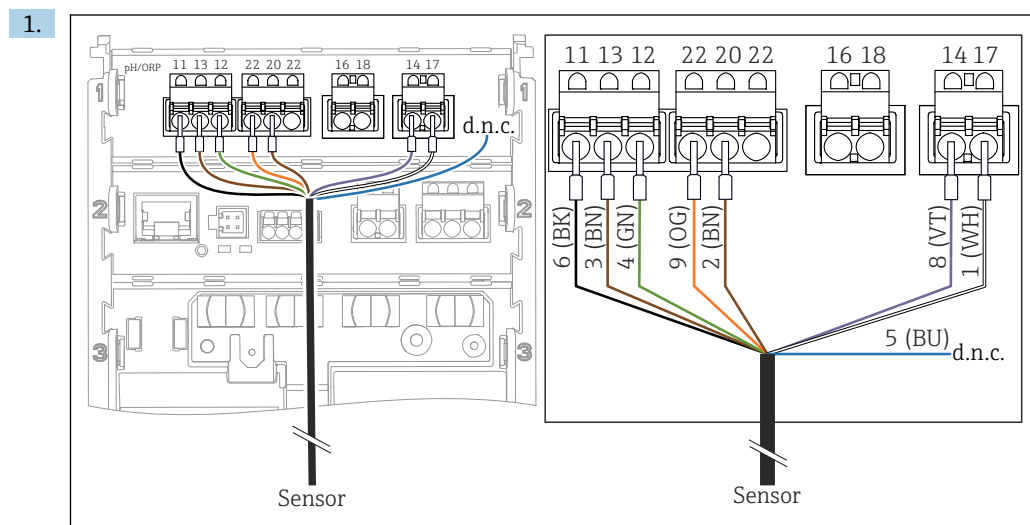 1.
pH/ORP 11 13 12 22 20 22 16 18 14 17
1 1
d.n.c.
2 2
3 3
Sensor
11 13 12 22 20 22 16 18 14 17
6 (BK)
3 (BN)
4 (GN)
9 (OG)
2 (BN)
8 (VT)
1 (WH)
5 (BU)
d.n.c.
Sensor